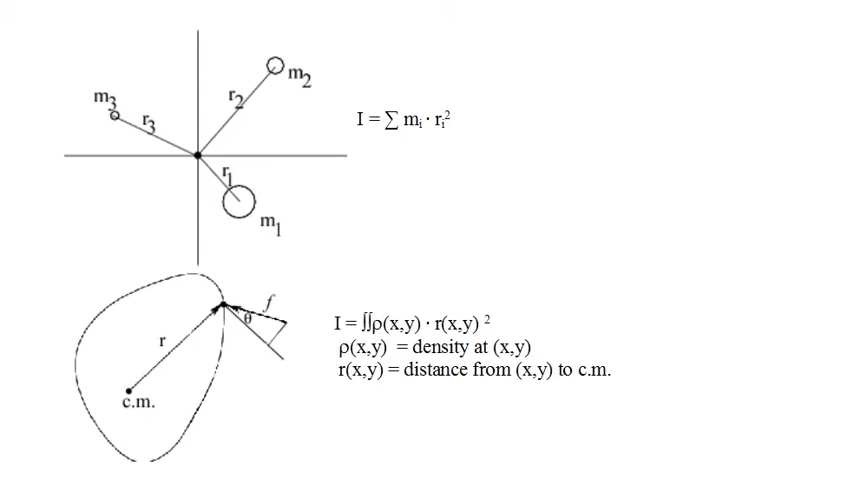 m₂
m₃
r₂
r₃
I = ∑ mᵢ · rᵢ²
r₁
m₁
f
θ
r
I = ∫∫ρ(x,y) · r(x,y) ²
ρ(x,y) = density at (x,y)
r(x,y) = distance from (x,y) to c.m.
c.m.